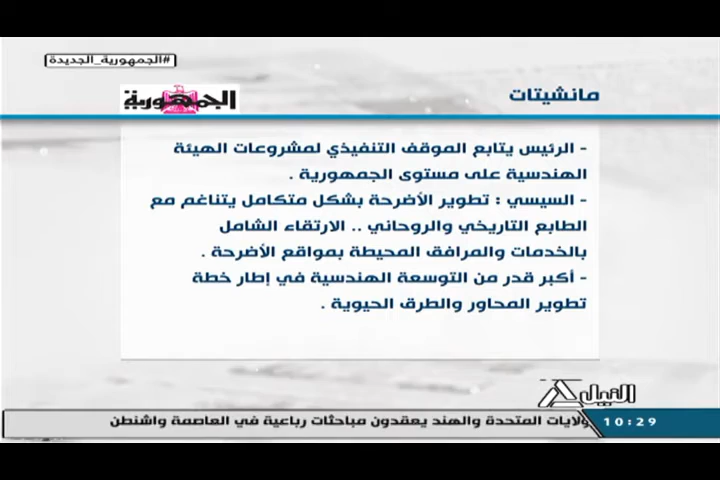 #الجمهورية_الجديدة
مانشيتات
الجمهورية
- الرئيس يتابع الموقف التنفيذي لمشروعات الهيئة
الهندسية على مستوى الجمهورية .
- السيسي : تطوير الأضرحة بشكل متكامل يتناغم مع
الطابع التاريخي والروحاني .. الارتقاء الشامل
بالخدمات والمرافق المحيطة بمواقع الأضرحة .
- أكبر قدر من التوسعة الهندسية في إطار خطة
تطوير المحاور والطرق الحيوية .
النيل
10:29
المتحدة والهند يعقدون مباحثات رباعية في العاصمة واشنطن